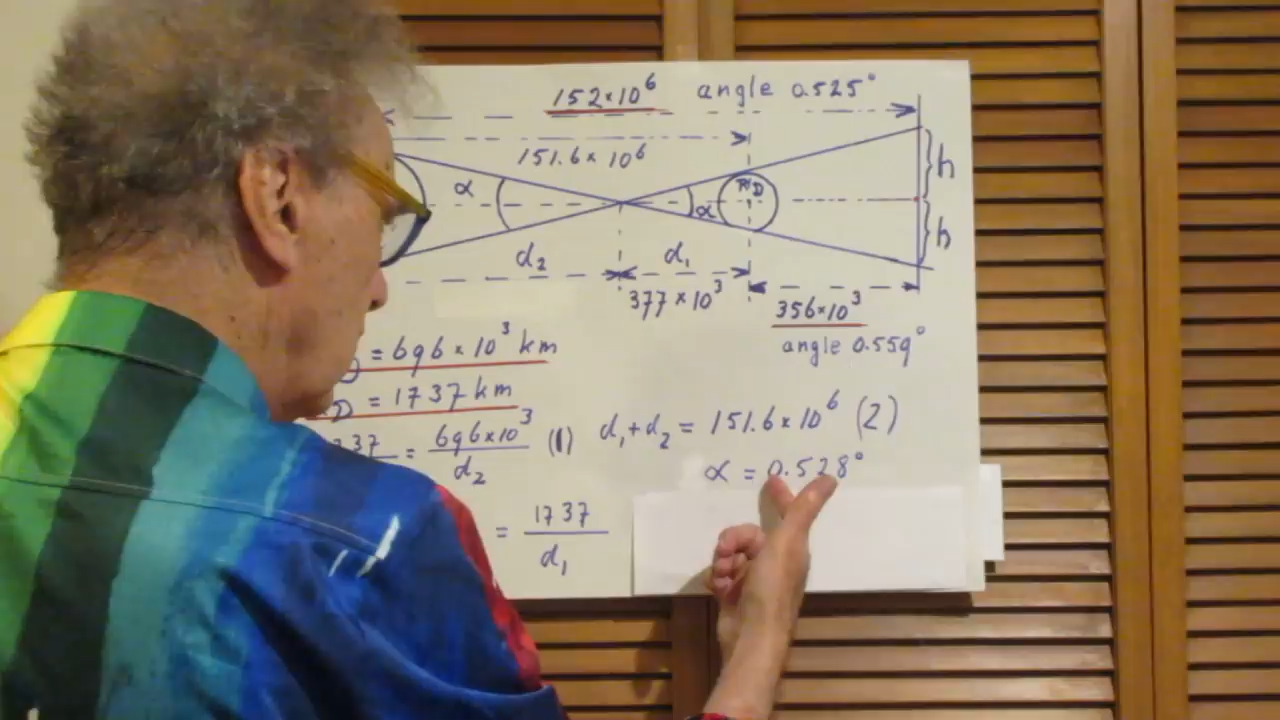 152×10⁶ angle 0.525°
151.6×10⁶
α
α
R☽
h
h
d₂
d₁
377×10³
356×10³
angle 0.559°
= 696×10³ km
☽ = 1737 km
37/ = 696×10³/d₂ (1) d₁+d₂ = 151.6×10⁶ (2)
α = 0.528°
= 1737/d₁